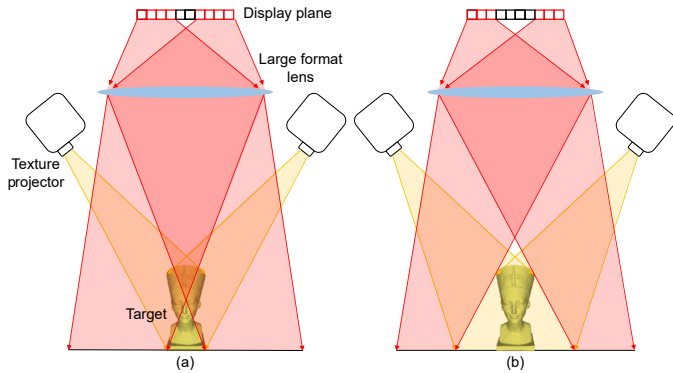 Display plane
Large format
lens
Texture
projector
Target
(a)
(b)